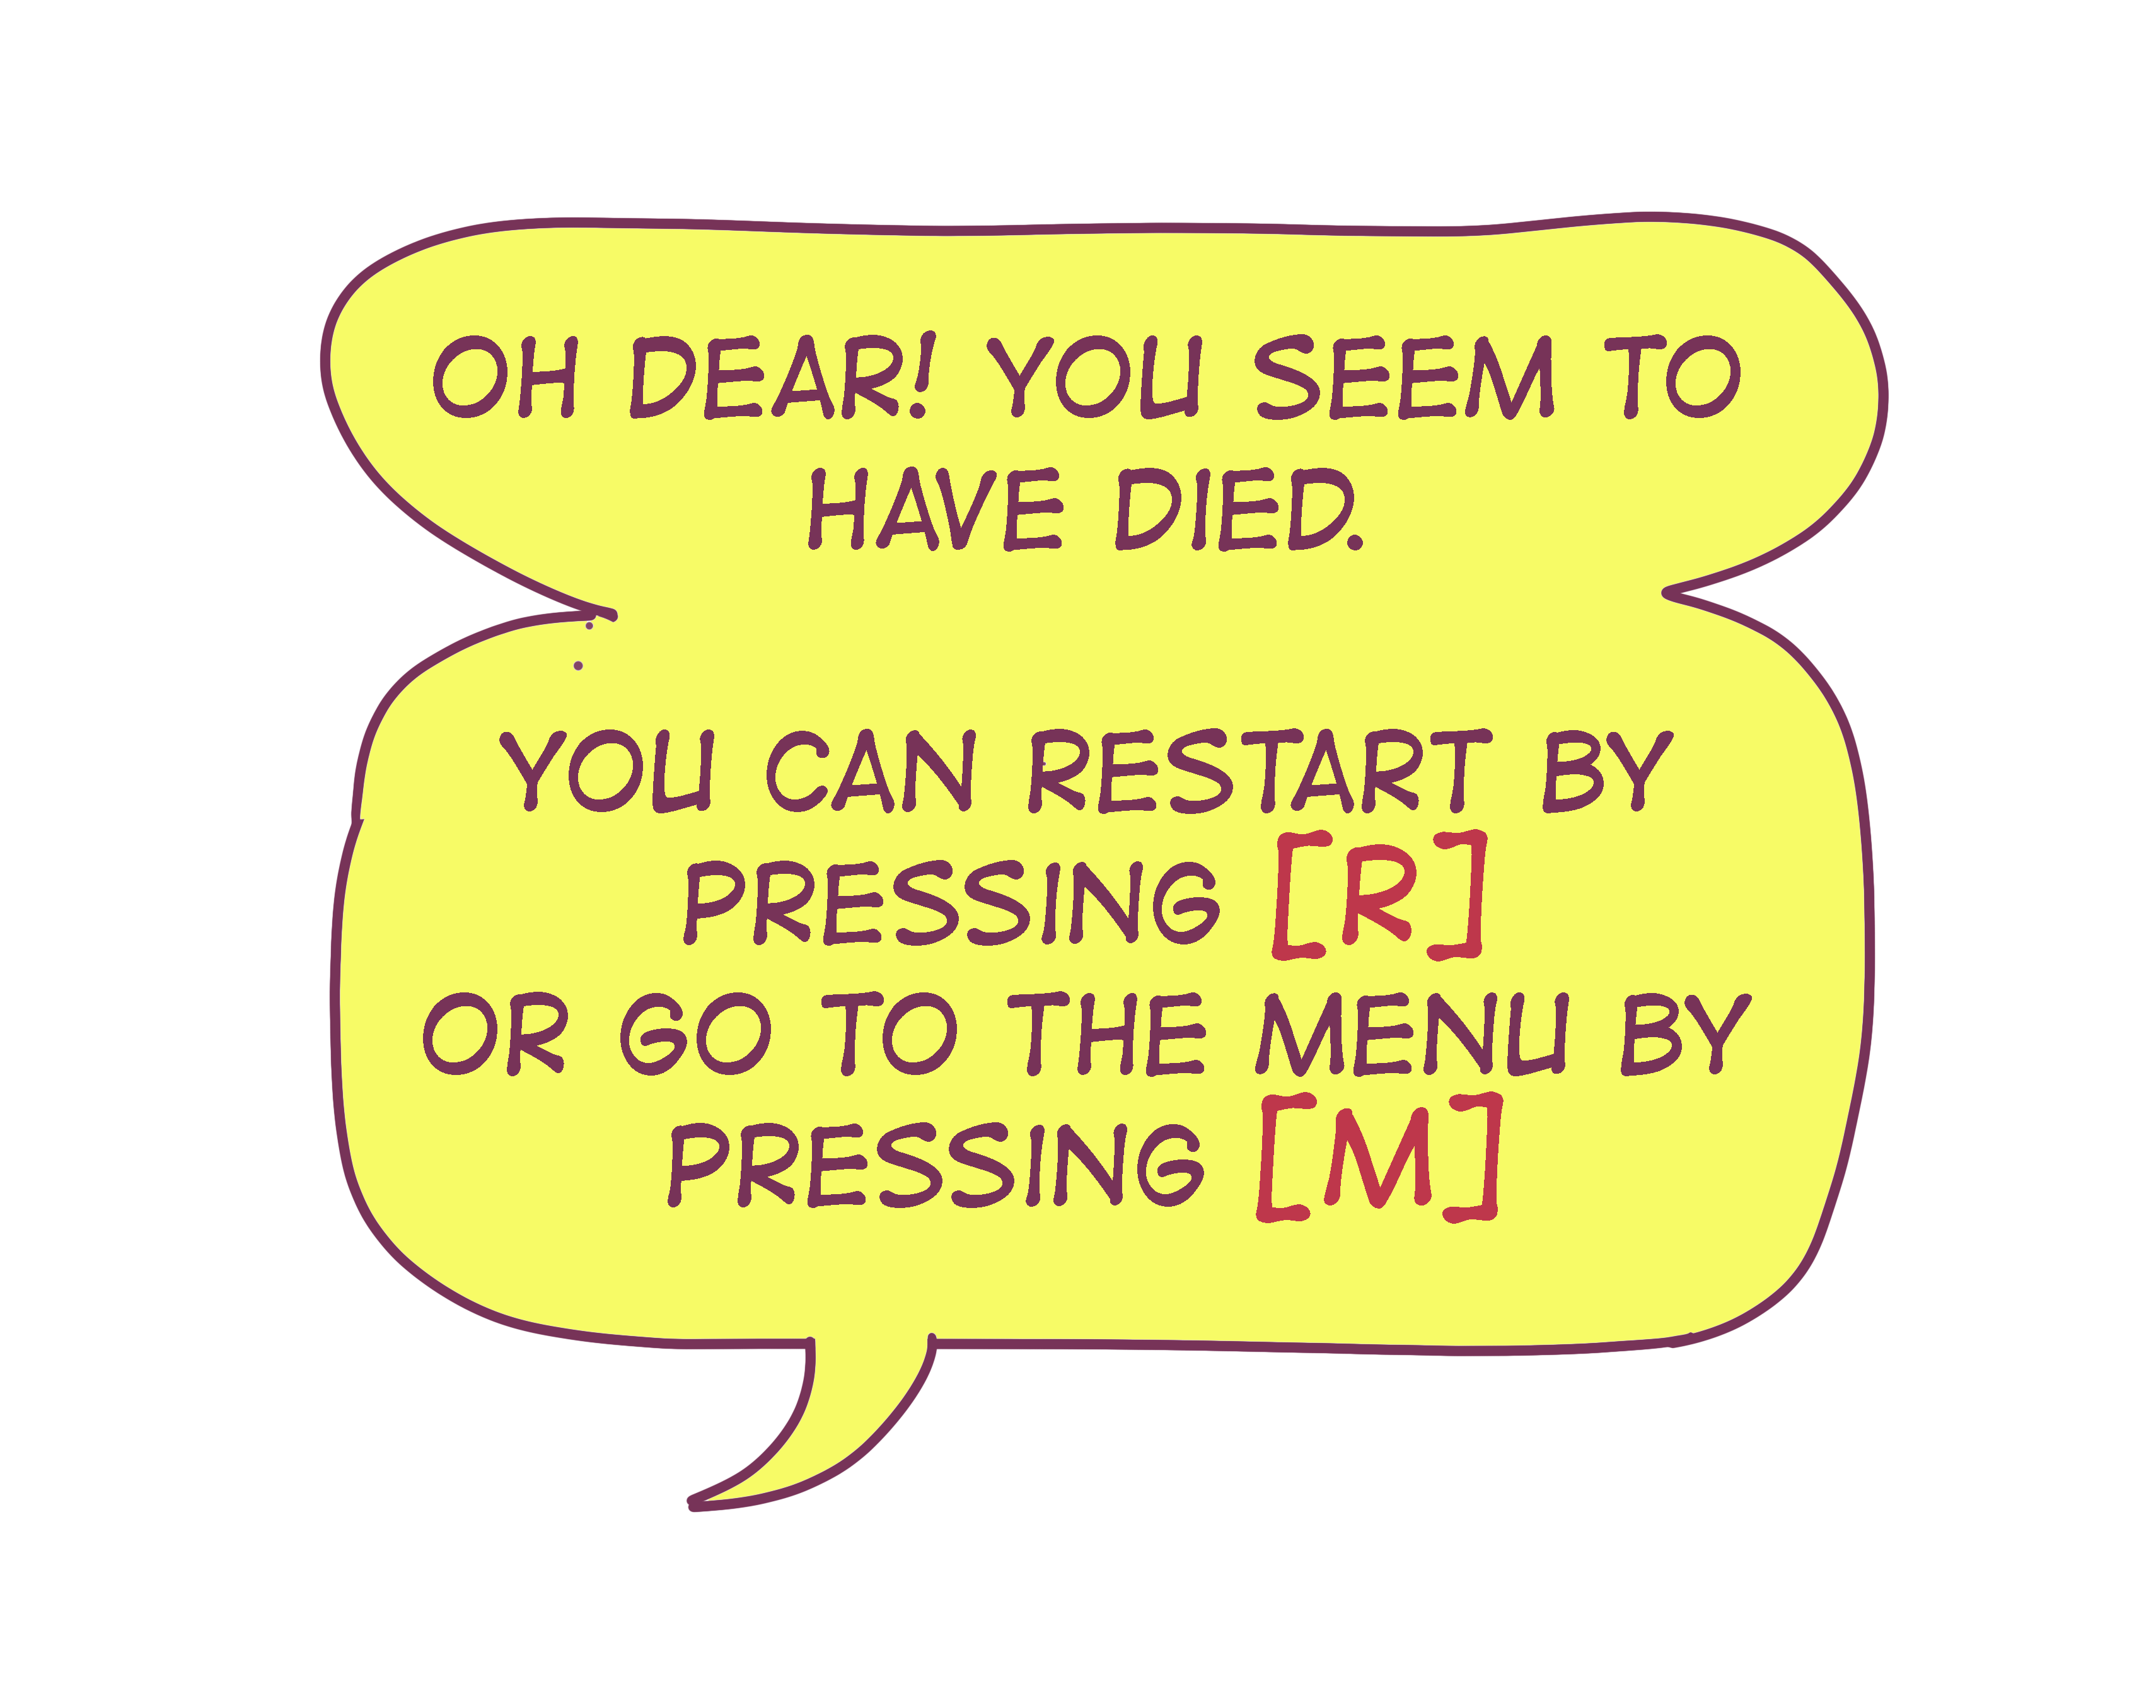 OH DEAR! YOU SEEM TO
HAVE DIED.
YOU CAN RESTART BY
PRESSING [R]
OR GO TO THE MENU BY
PRESSING [M]